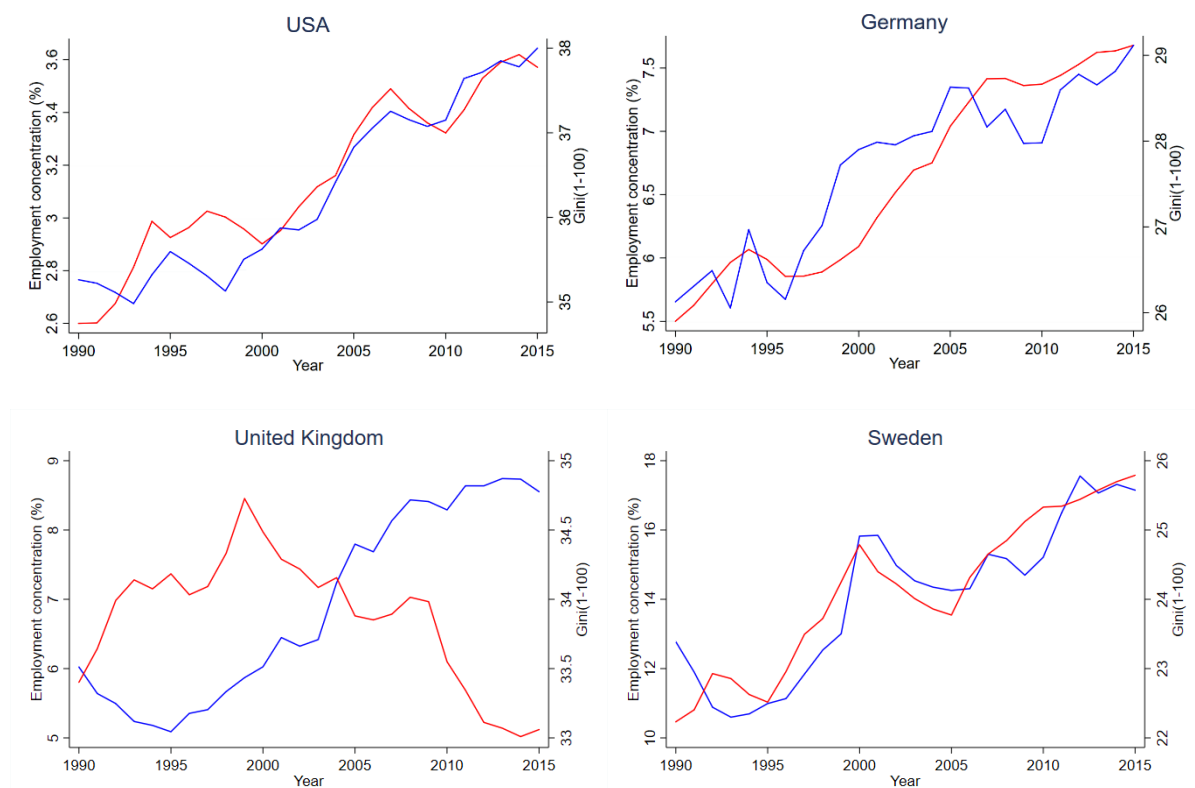 USA
Employment concentration (%)
2.6 2.8 3 3.2 3.4 3.6
35 36 37 38
Gini(1-100)
1990 1995 2000 2005 2010 2015
Year
Germany
Employment concentration (%)
5.5 6 6.5 7 7.5
26 27 28 29
Gini(1-100)
1990 1995 2000 2005 2010 2015
Year
United Kingdom
Employment concentration (%)
5 6 7 8 9
33 33.5 34 34.5 35
Gini(1-100)
1990 1995 2000 2005 2010 2015
Year
Sweden
Employment concentration (%)
10 12 14 16 18
22 23 24 25 26
Gini(1-100)
1990 1995 2000 2005 2010 2015
Year